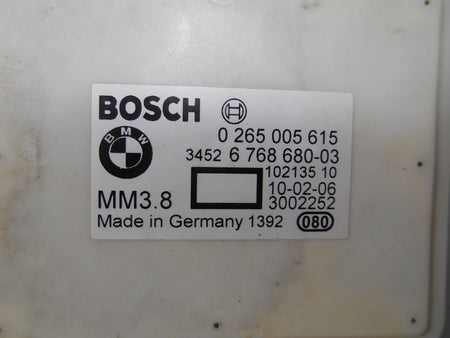 BOSCH
BMW
0 265 005 615
3452 6 768 680-03
102135 10
MM3.8
10-02-06
3002252
Made in Germany 1392 080